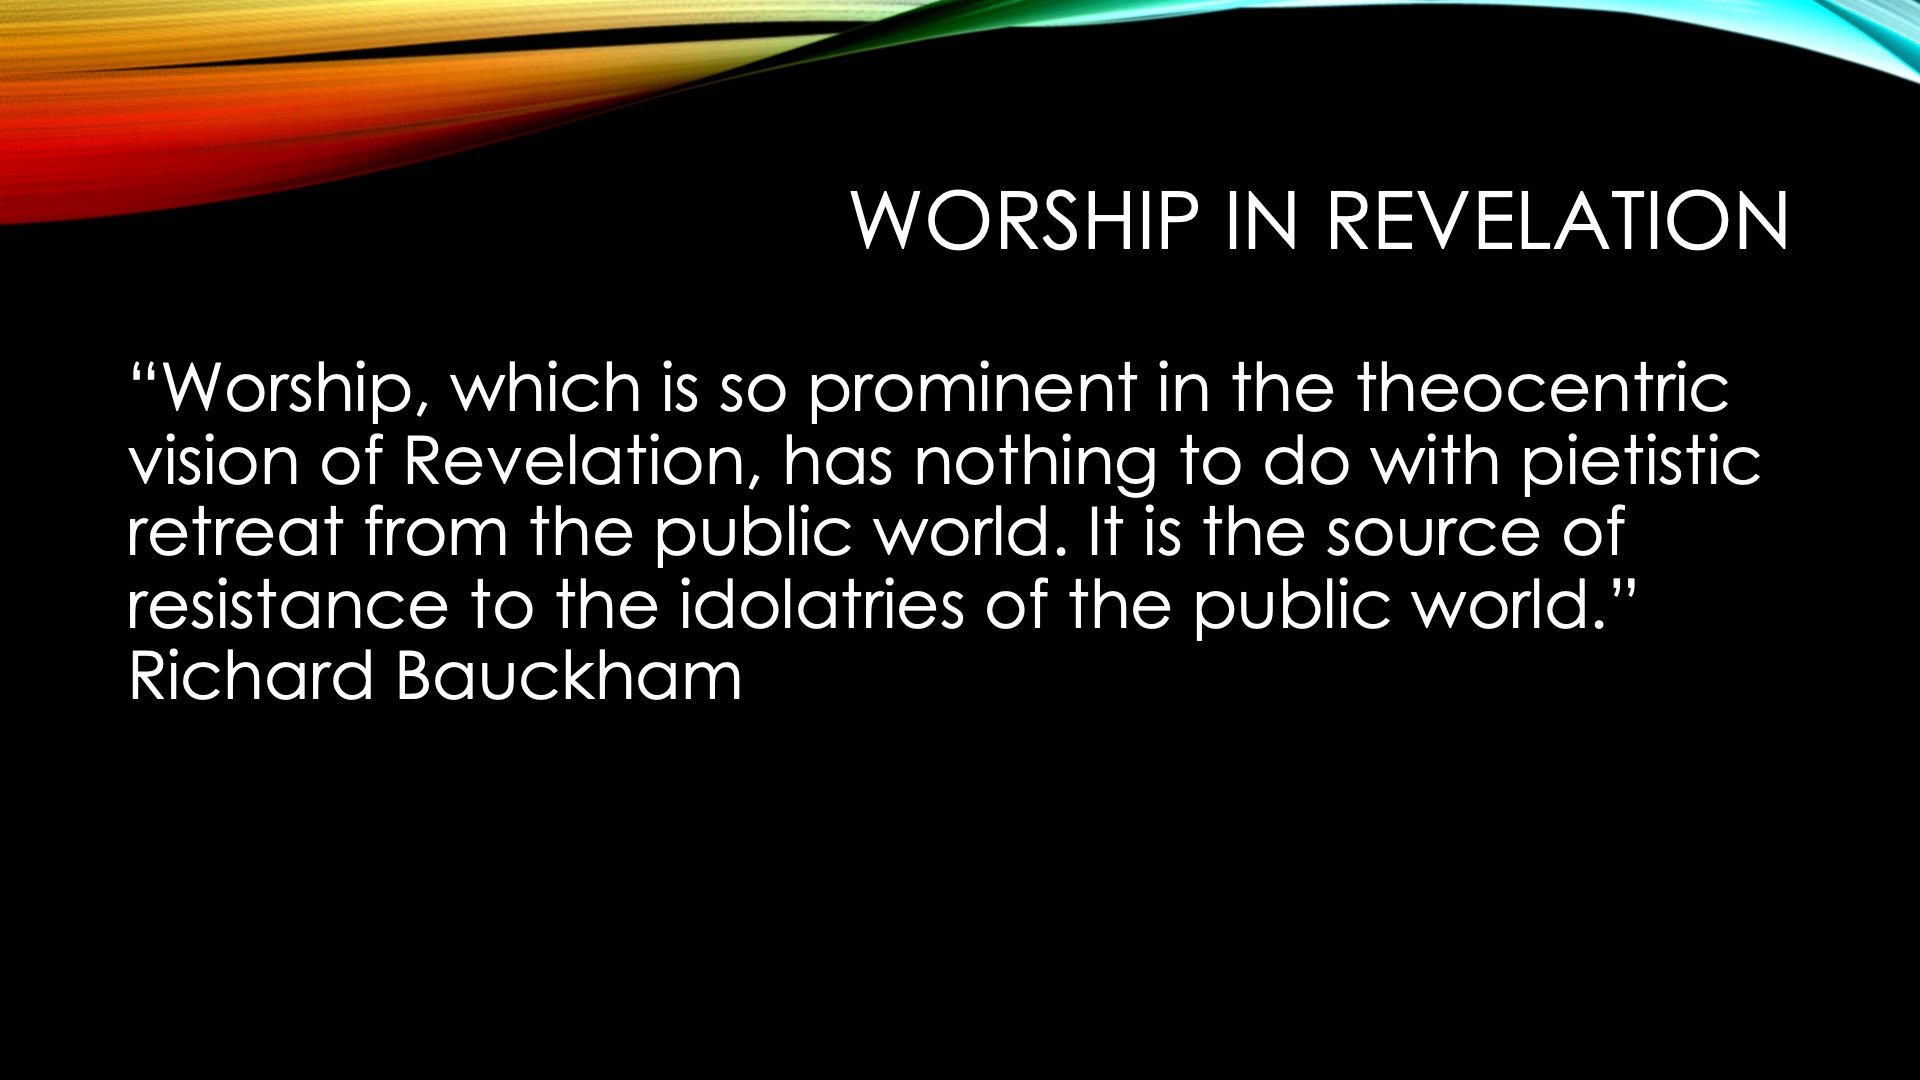 WORSHIP IN REVELATION
“Worship, which is so prominent in the theocentric
vision of Revelation, has nothing to do with pietistic
retreat from the public world. It is the source of
resistance to the idolatries of the public world.”
Richard Bauckham